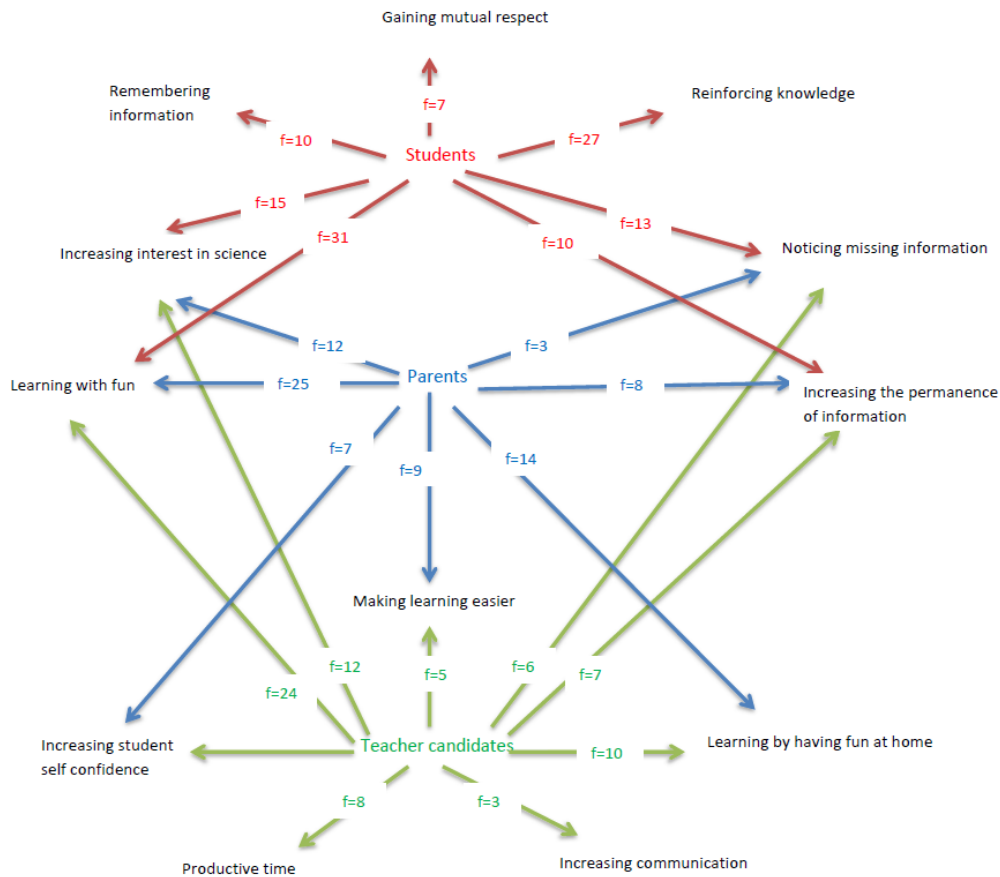 Gaining mutual respect
Remembering
information
Reinforcing knowledge
f=7
f=10
f=27
Students
f=15
f=31
f=10
f=13
Increasing interest in science
Noticing missing information
f=12
f=3
Learning with fun
f=25
Parents
f=8
Increasing the permanence
of information
f=7
f=9
f=14
Making learning easier
f=24
f=12
f=5
f=6
f=7
Increasing student
self confidence
Teacher candidates
f=10
Learning by having fun at home
f=8
f=3
Productive time
Increasing communication